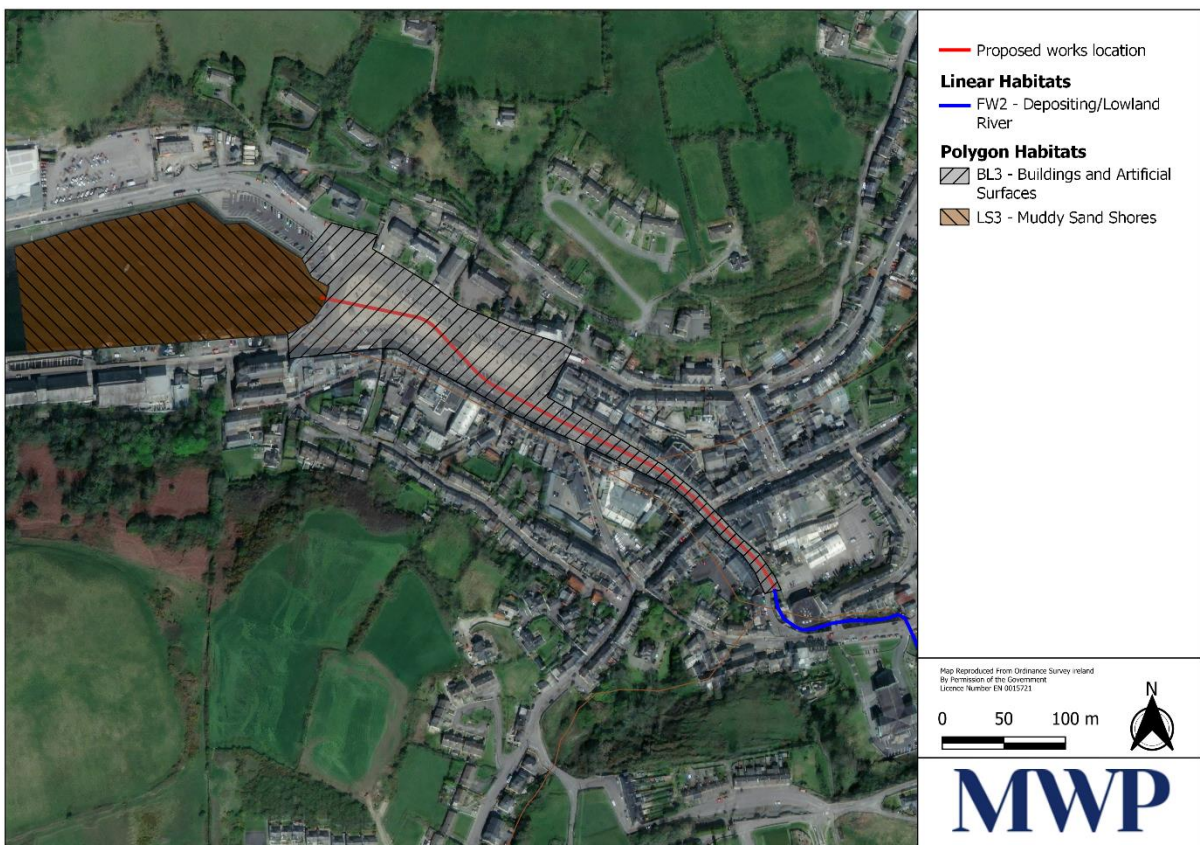 Proposed works location
Linear Habitats
FW2 - Depositing/Lowland
River
Polygon Habitats
BL3 - Buildings and Artificial
Surfaces
LS3 - Muddy Sand Shores
Map Reproduced From Ordinance Survey Ireland
By Permission of the Government
Licence Number EN 0015721
N
0 50 100 m
MWP